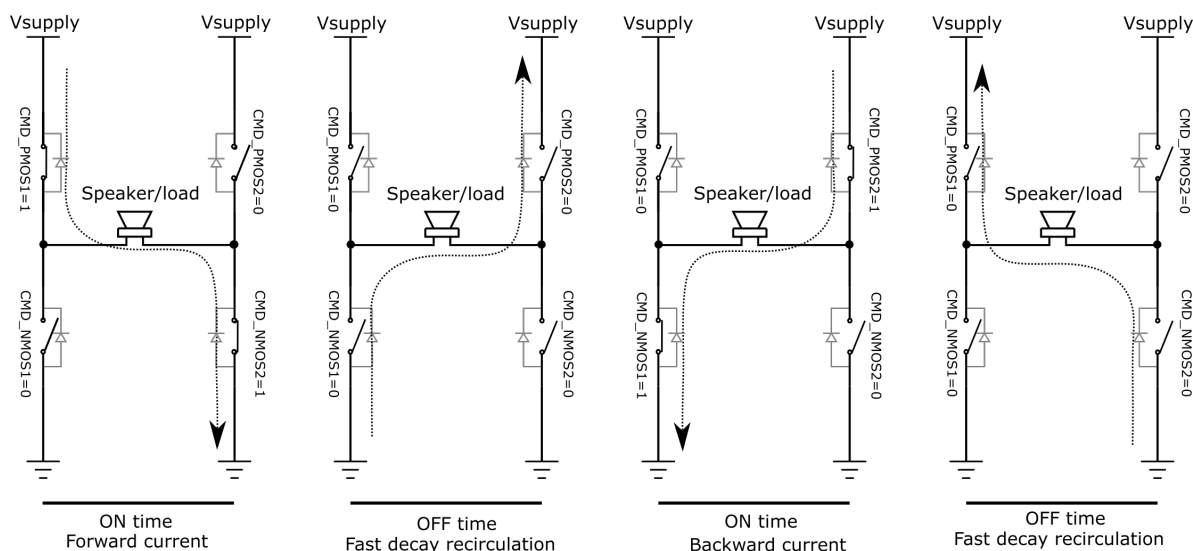 Vsupply Vsupply Vsupply Vsupply Vsupply Vsupply Vsupply Vsupply
CMD_PMOS1=1
CMD_PMOS2=0
Speaker/load
CMD_NMOS1=0
CMD_NMOS2=1
ON time
Forward current
CMD_PMOS1=0
CMD_PMOS2=0
Speaker/load
CMD_NMOS1=0
CMD_NMOS2=0
OFF time
Fast decay recirculation
CMD_PMOS1=0
CMD_PMOS2=1
Speaker/load
CMD_NMOS1=1
CMD_NMOS2=0
ON time
Backward current
CMD_PMOS1=0
CMD_PMOS2=0
Speaker/load
CMD_NMOS1=0
CMD_NMOS2=0
OFF time
Fast decay recirculation